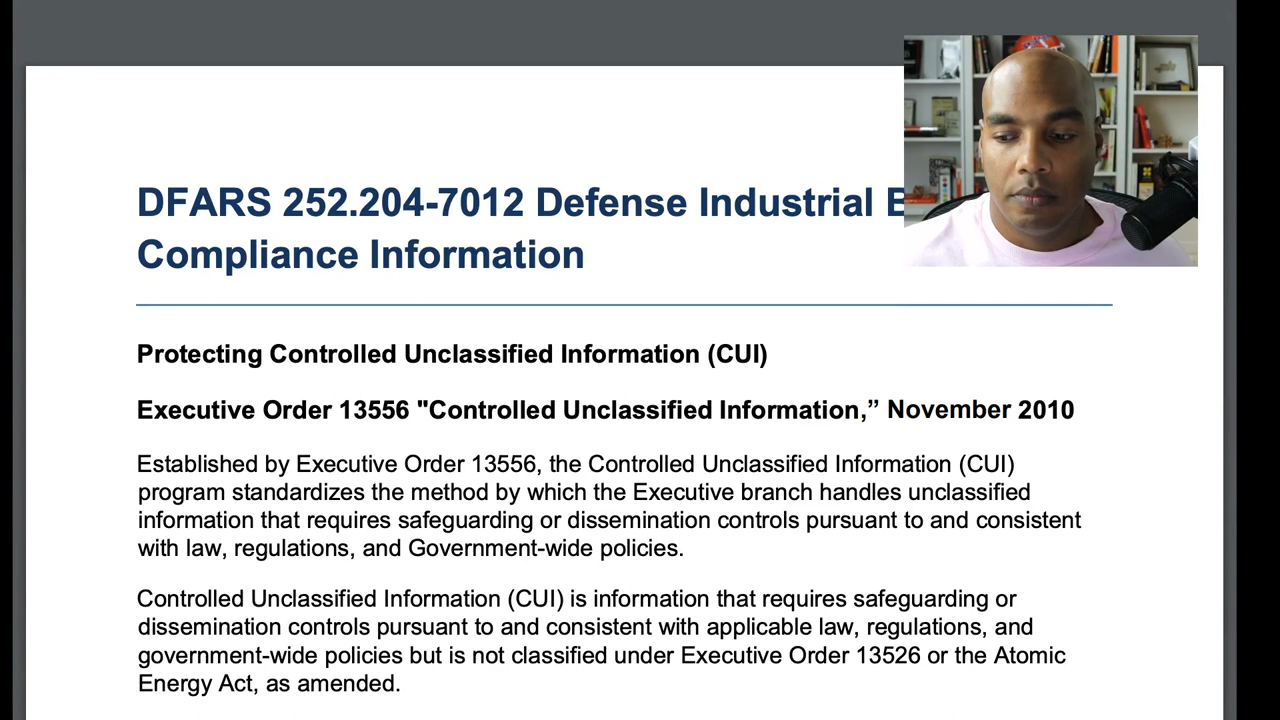 DFARS 252.204-7012 Defense Industrial
Compliance Information
Protecting Controlled Unclassified Information (CUI)
Executive Order 13556 "Controlled Unclassified Information,” November 2010
Established by Executive Order 13556, the Controlled Unclassified Information (CUI)
program standardizes the method by which the Executive branch handles unclassified
information that requires safeguarding or dissemination controls pursuant to and consistent
with law, regulations, and Government-wide policies.
Controlled Unclassified Information (CUI) is information that requires safeguarding or
dissemination controls pursuant to and consistent with applicable law, regulations, and
government-wide policies but is not classified under Executive Order 13526 or the Atomic
Energy Act, as amended.